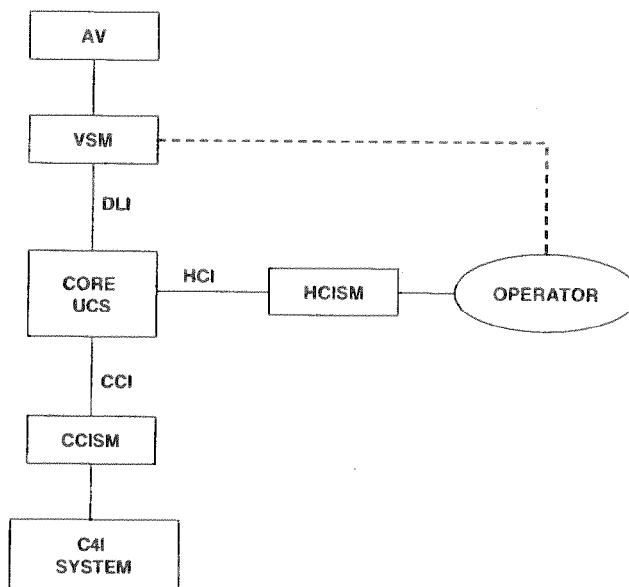 AV
VSM
DLI
CORE
UCS
HCI
HCISM
OPERATOR
CCI
CCISM
C4I
SYSTEM